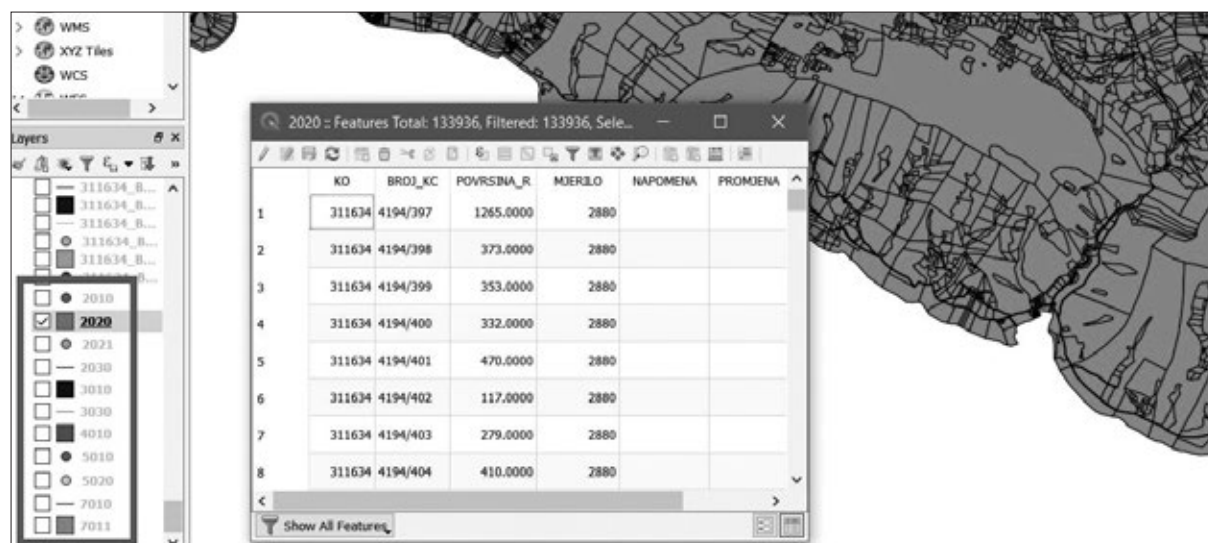 WMS
XYZ Tiles
WCS
Layers
311634_B...
311634_B...
311634_B...
311634_B...
311634_B...
2010
2020
2021
2030
3010
3030
4010
5010
5020
7010
7011
2020 :: Features Total: 133936, Filtered: 133936, Sele...
KO BROJ_KC POVRSINA_R MJERILO NAPOMENA PROMJENA
1 311634 4194/397 1265.0000 2880
2 311634 4194/398 373.0000 2880
3 311634 4194/399 353.0000 2880
4 311634 4194/400 332.0000 2880
5 311634 4194/401 470.0000 2880
6 311634 4194/402 117.0000 2880
7 311634 4194/403 279.0000 2880
8 311634 4194/404 410.0000 2880
Show All Features